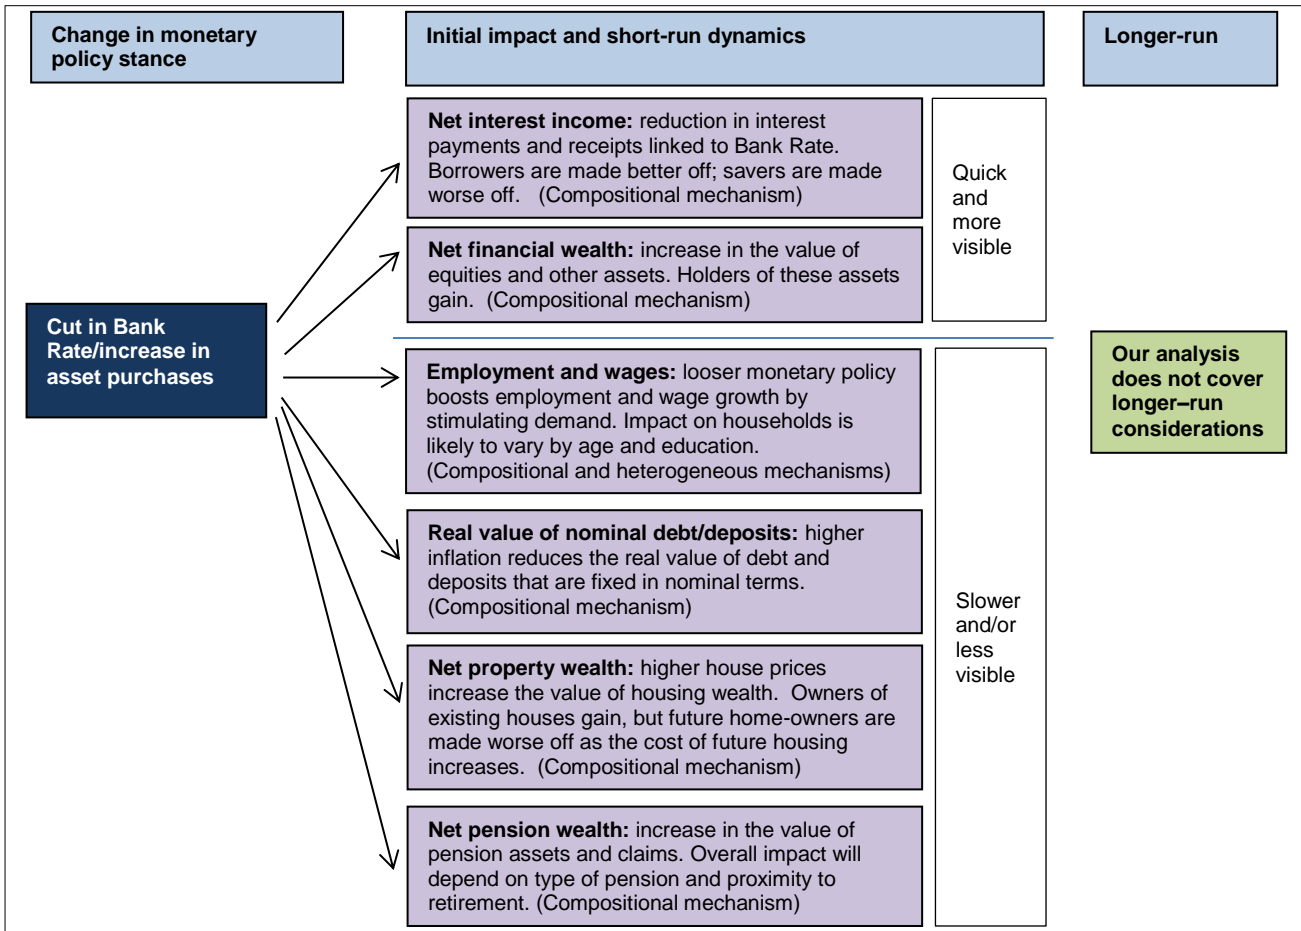 Change in monetary
policy stance
Initial impact and short-run dynamics
Longer-run
Net interest income: reduction in interest
payments and receipts linked to Bank Rate.
Borrowers are made better off; savers are made
worse off.   (Compositional mechanism)
Quick
and
more
visible
Net financial wealth: increase in the value of
equities and other assets. Holders of these assets
gain.  (Compositional mechanism)
Cut in Bank
Rate/increase in
asset purchases
Employment and wages: looser monetary policy
boosts employment and wage growth by
stimulating demand. Impact on households is
likely to vary by age and education.
(Compositional and heterogeneous mechanisms)
Our analysis
does not cover
longer–run
considerations
Real value of nominal debt/deposits: higher
inflation reduces the real value of debt and
deposits that are fixed in nominal terms.
(Compositional mechanism)
Slower
and/or
less
visible
Net property wealth: higher house prices
increase the value of housing wealth.  Owners of
existing houses gain, but future home-owners are
made worse off as the cost of future housing
increases.  (Compositional mechanism)
Net pension wealth: increase in the value of
pension assets and claims. Overall impact will
depend on type of pension and proximity to
retirement. (Compositional mechanism)